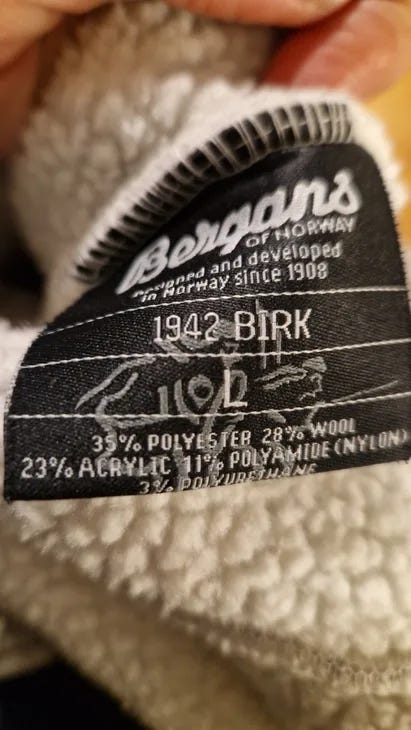 Bergans
OF NORWAY
Designed and developed
in Norway since 1908
1942 BIRK
L
35% POLYESTER 28% WOOL
23% ACRYLIC 11% POLYAMIDE(NYLON)
3% POLYURETHANE